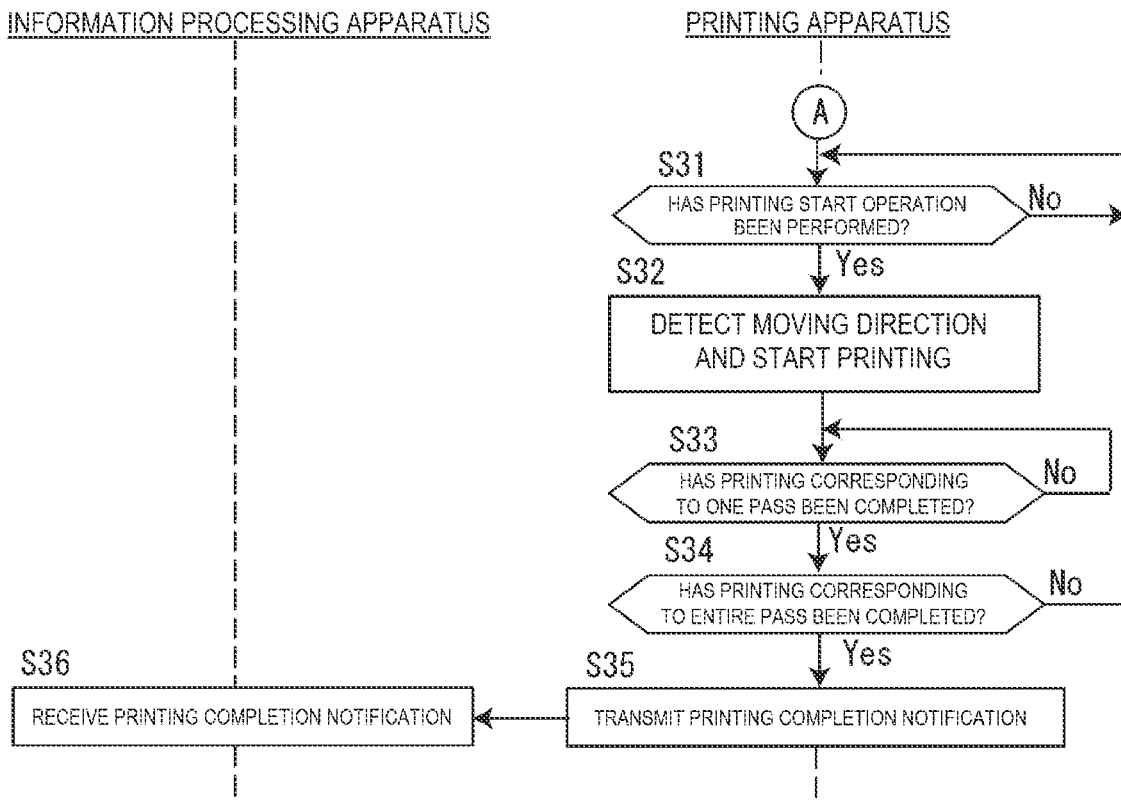 INFORMATION PROCESSING APPARATUS
PRINTING APPARATUS
A
S31
HAS PRINTING START OPERATION
BEEN PERFORMED?
No
Yes
S32
DETECT MOVING DIRECTION
AND START PRINTING
S33
HAS PRINTING CORRESPONDING
TO ONE PASS BEEN COMPLETED?
No
Yes
S34
HAS PRINTING CORRESPONDING
TO ENTIRE PASS BEEN COMPLETED?
No
Yes
S36
RECEIVE PRINTING COMPLETION NOTIFICATION
S35
TRANSMIT PRINTING COMPLETION NOTIFICATION